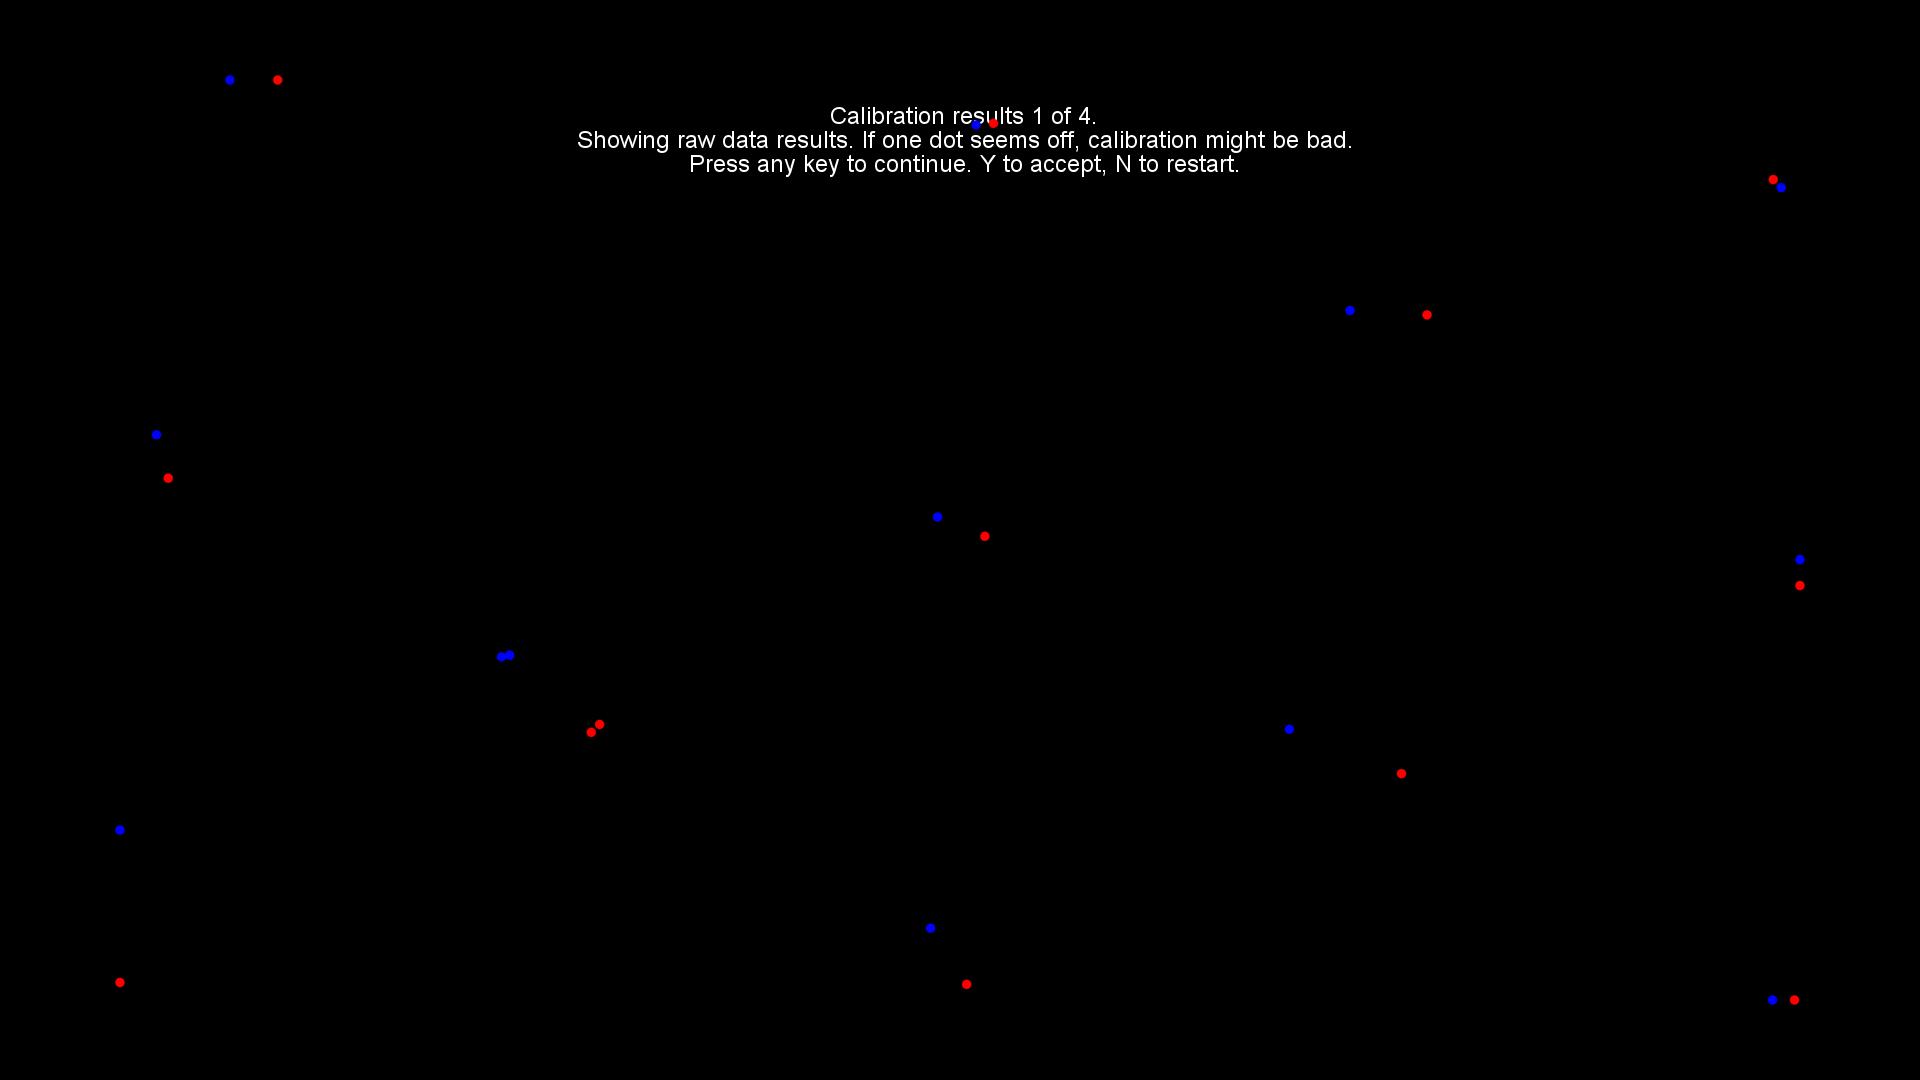 Calibration results 1 of 4.
Showing raw data results. If one dot seems off, calibration might be bad.
Press any key to continue. Y to accept, N to restart.